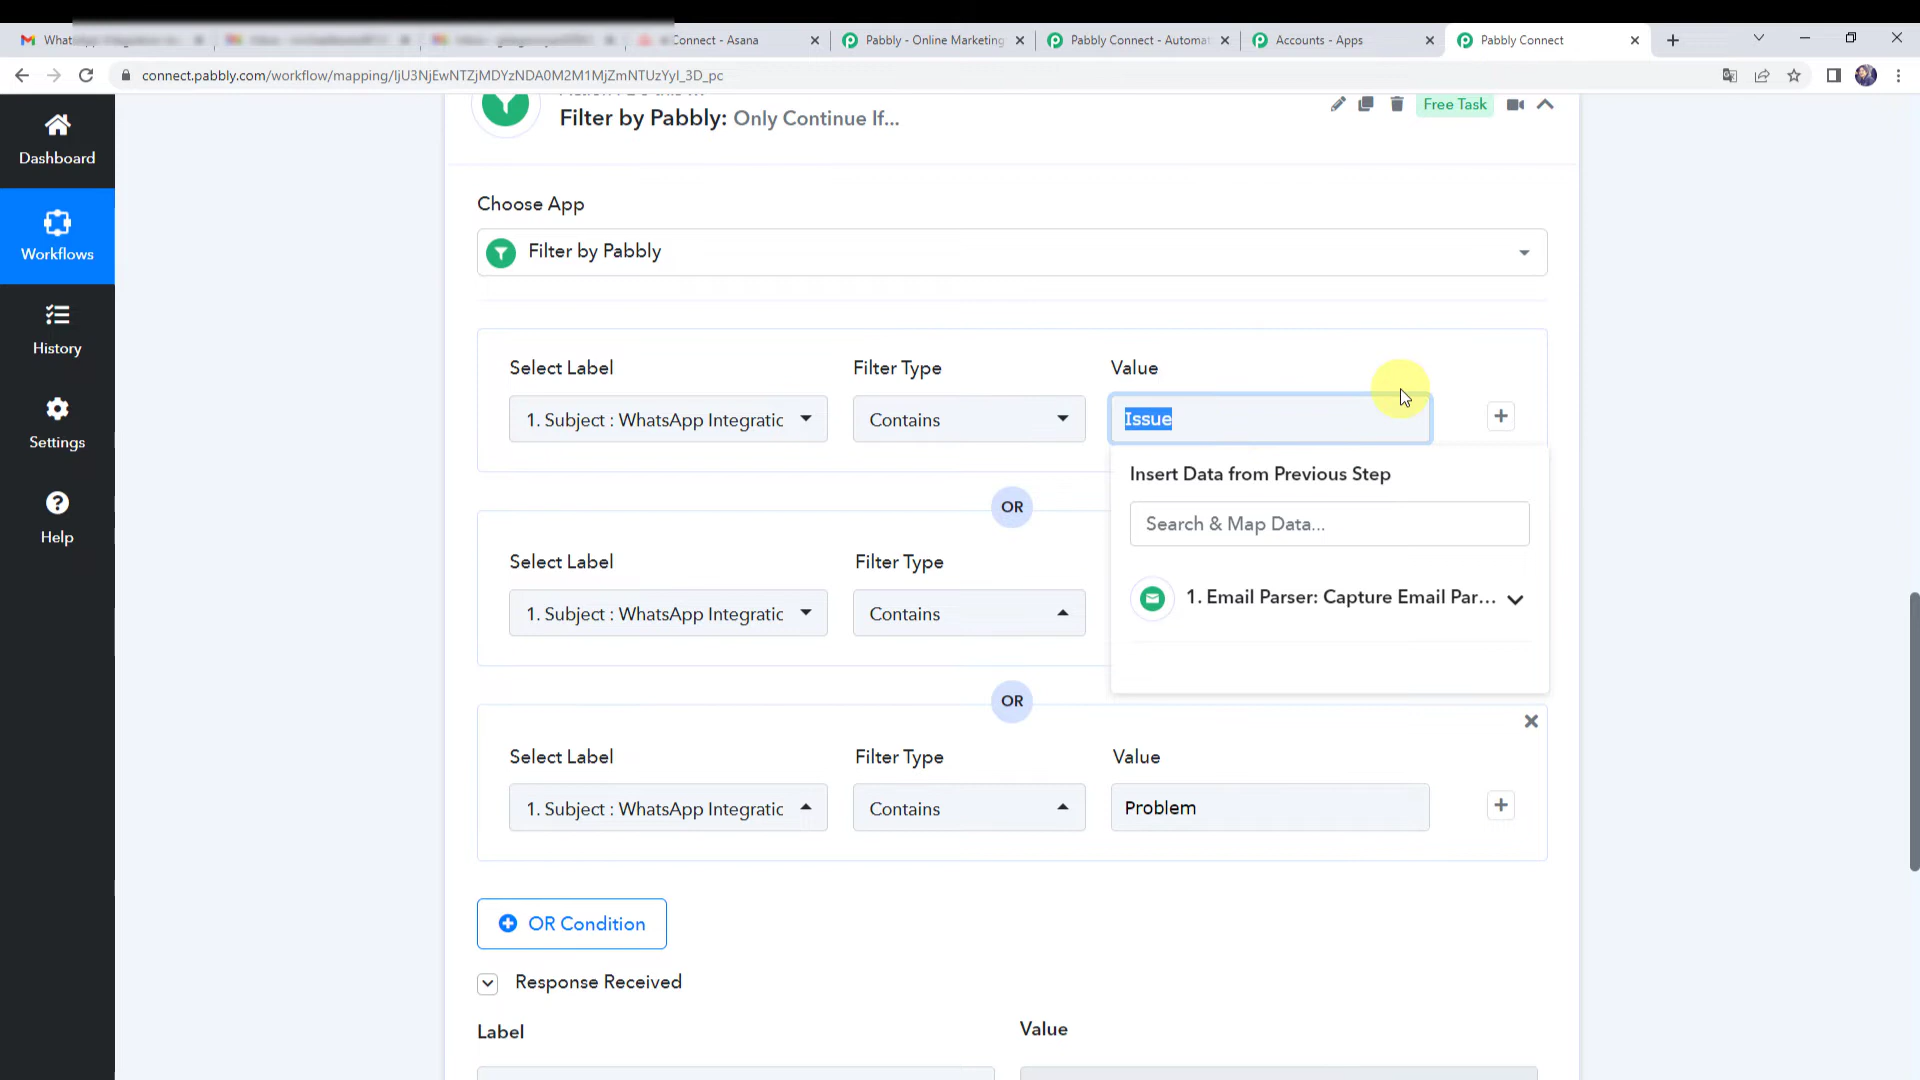 What
Connect - Asana
Pabbly - Online Marketing
Pabbly Connect - Automat
Accounts - Apps
Pabbly Connect
connect.pabbly.com/workflow/mapping/IjU3NjEwNTZjMDYzNDA0M2M1MjZmNTUzYyI_3D_pc
Filter by Pabbly: Only Continue If...
Free Task
Dashboard
Workflows
History
Settings
Help
Choose App
Filter by Pabbly
Select Label
Filter Type
Value
1. Subject : WhatsApp Integratic
Contains
Issue
Insert Data from Previous Step
Search & Map Data...
1. Email Parser: Capture Email Par...
OR
Select Label
Filter Type
1. Subject : WhatsApp Integratic
Contains
OR
Select Label
Filter Type
Value
1. Subject : WhatsApp Integratic
Contains
Problem
OR Condition
Response Received
Label
Value